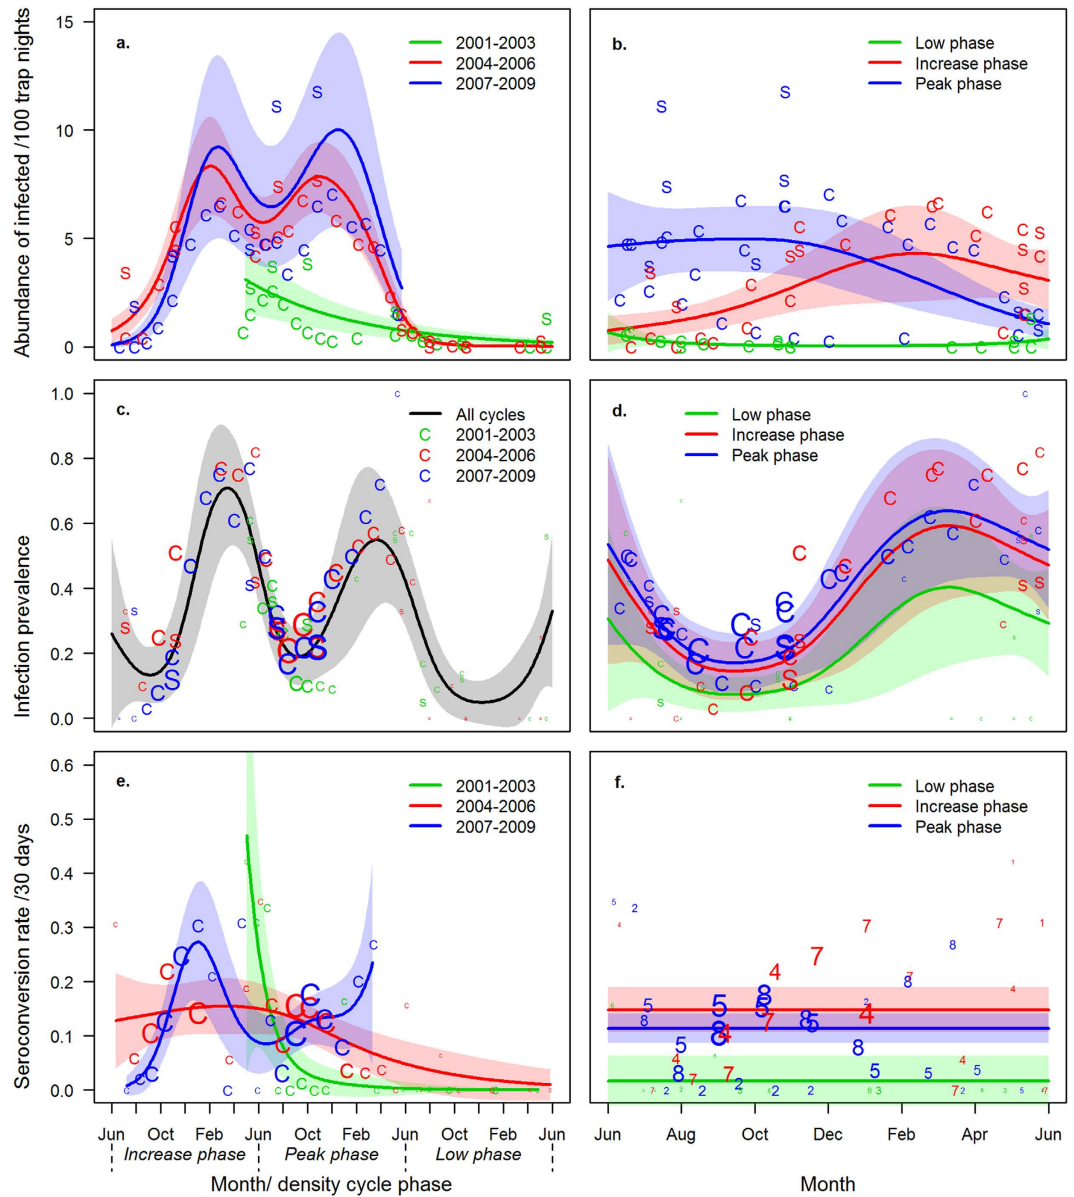 Abundance of infected /100 trap nights
15
10
5
0
a.
2001-2003
2004-2006
2007-2009
b.
Low phase
Increase phase
Peak phase
Infection prevalence
1.0
0.8
0.6
0.4
0.2
0.0
c.
All cycles
2001-2003
2004-2006
2007-2009
d.
Low phase
Increase phase
Peak phase
Seroconversion rate /30 days
0.6
0.5
0.4
0.3
0.2
0.1
0.0
e.
2001-2003
2004-2006
2007-2009
f.
Low phase
Increase phase
Peak phase
Jun Oct Feb Jun Oct Feb Jun Oct Jun
Increase phase Peak phase Low phase
Month/ density cycle phase
Jun Aug Oct Dec Feb Apr Jun
Month